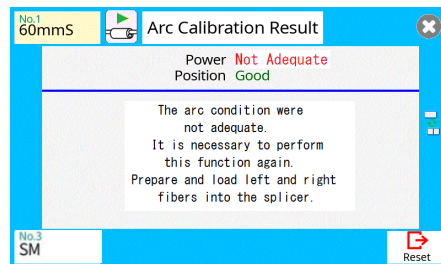 No.1
60mmS
Arc Calibration Result
Power Not Adequate
Position Good
The arc condition were
not adequate.
It is necessary to perform
this function again.
Prepare and load left and right
fibers into the splicer.
No.3
SM
Reset